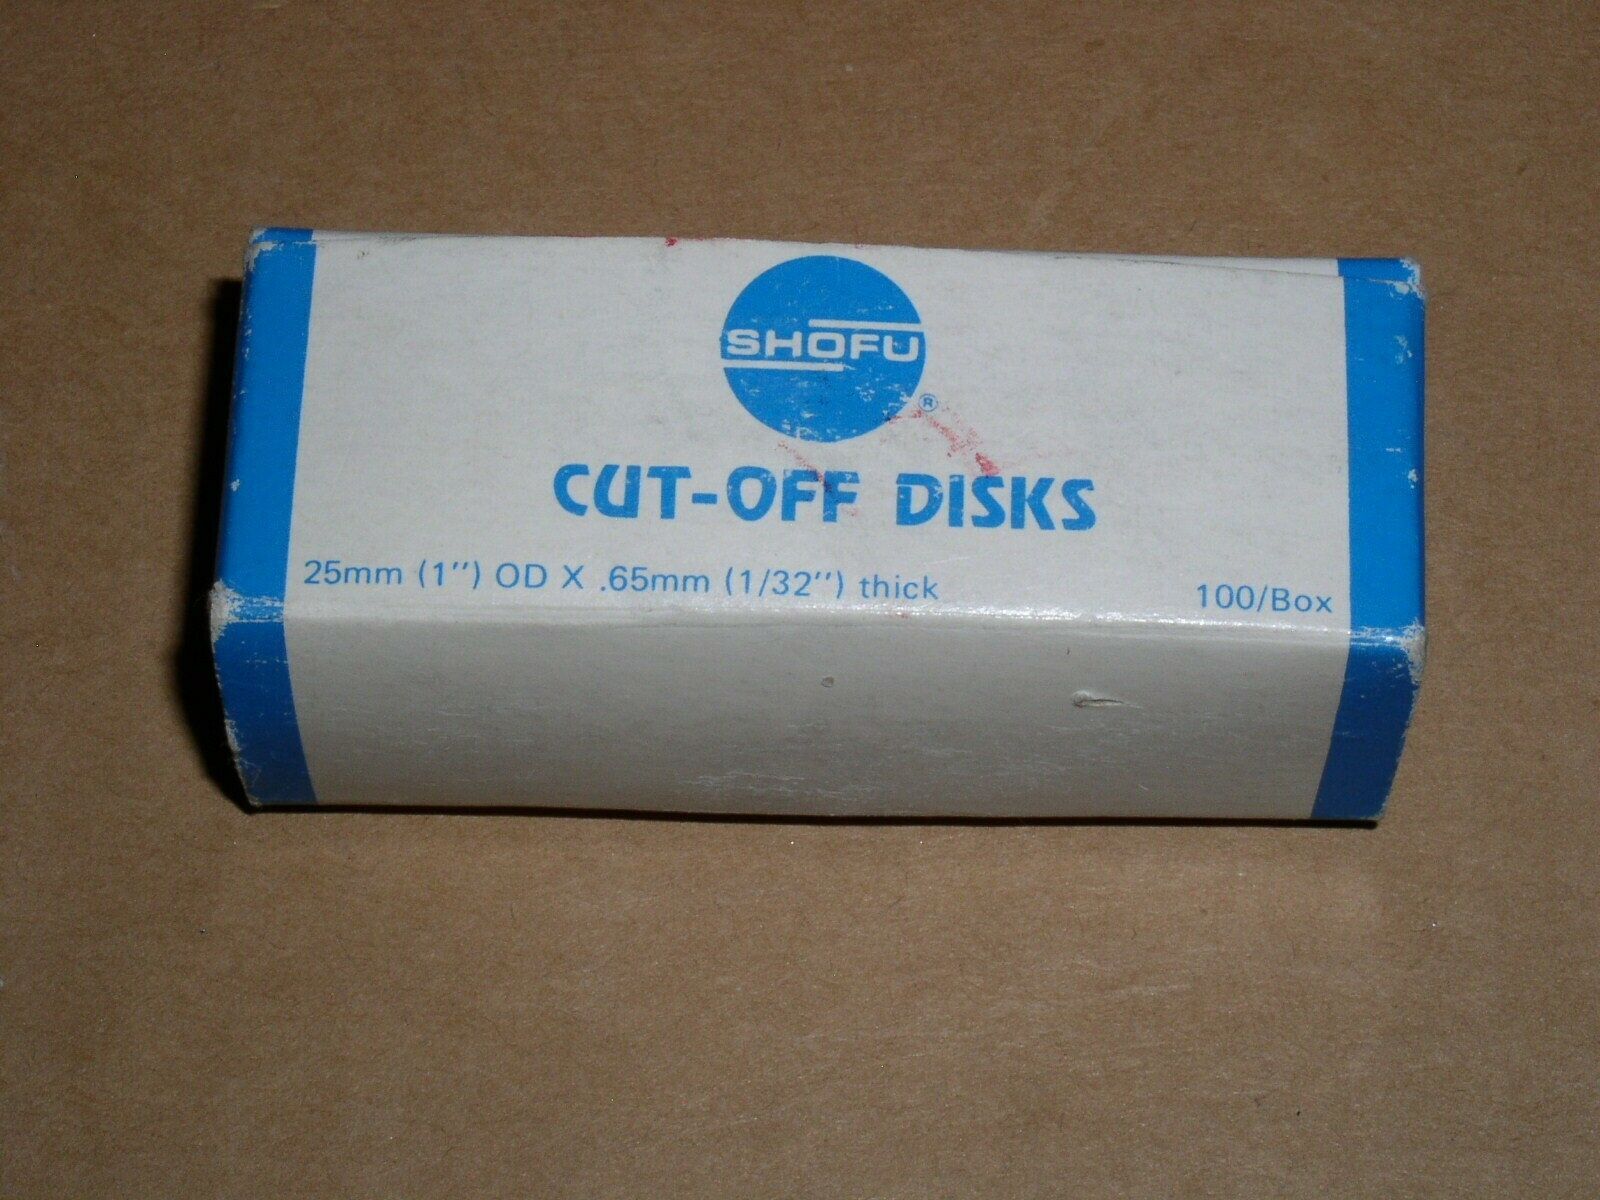 SHOFU
®
CUT-OFF DISKS
25mm (1") OD X .65mm (1/32") thick
100/Box